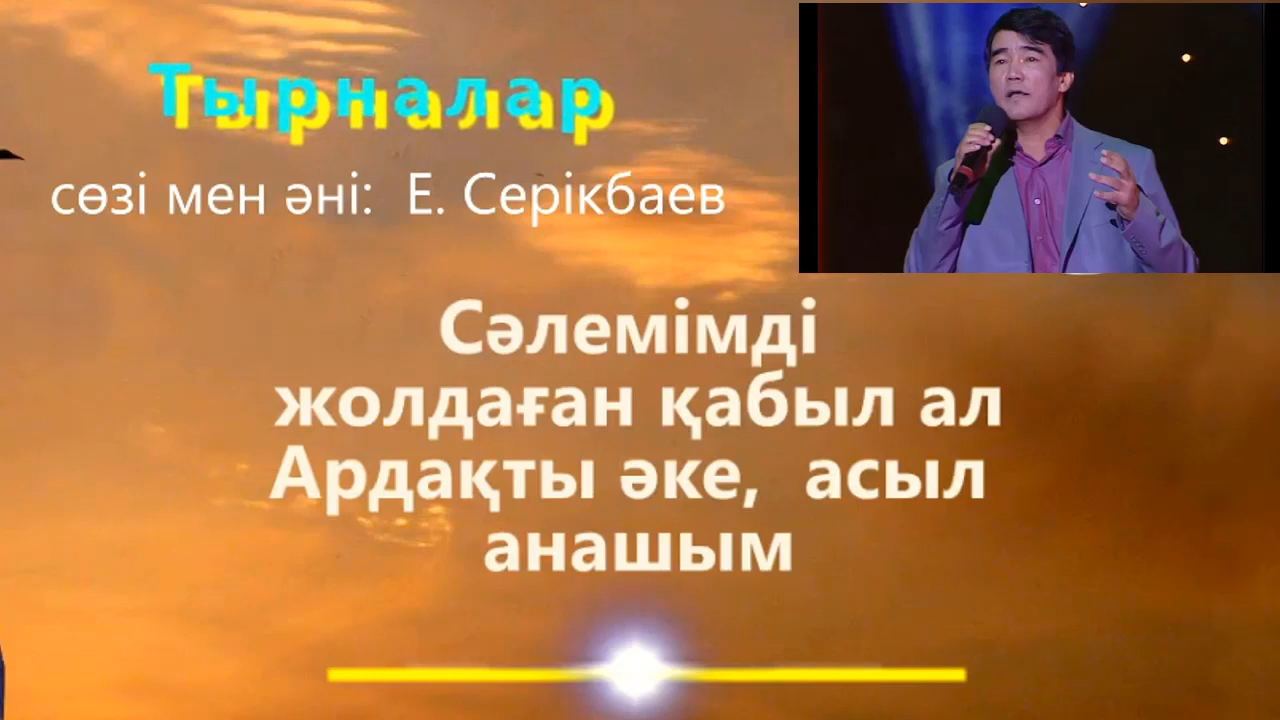 Тырналар
сөзі мен әні: Е. Серікбаев
Сәлемімді
жолдаған қабыл ал
Ардақты әке, асыл
анашым